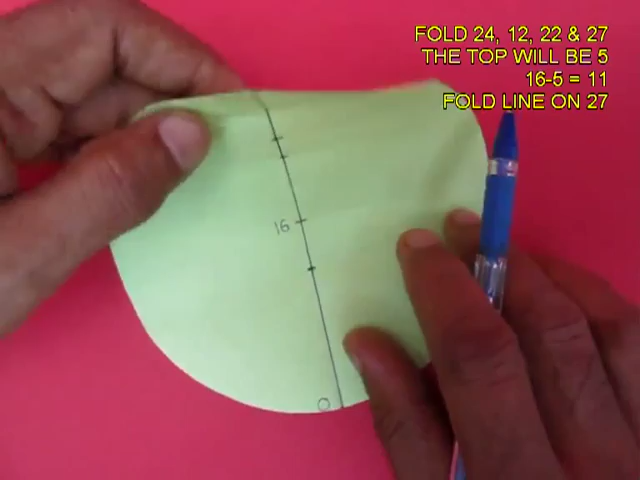 FOLD 24, 12, 22 & 27
THE TOP WILL BE 5
16-5 = 11
FOLD LINE ON 27
16
0